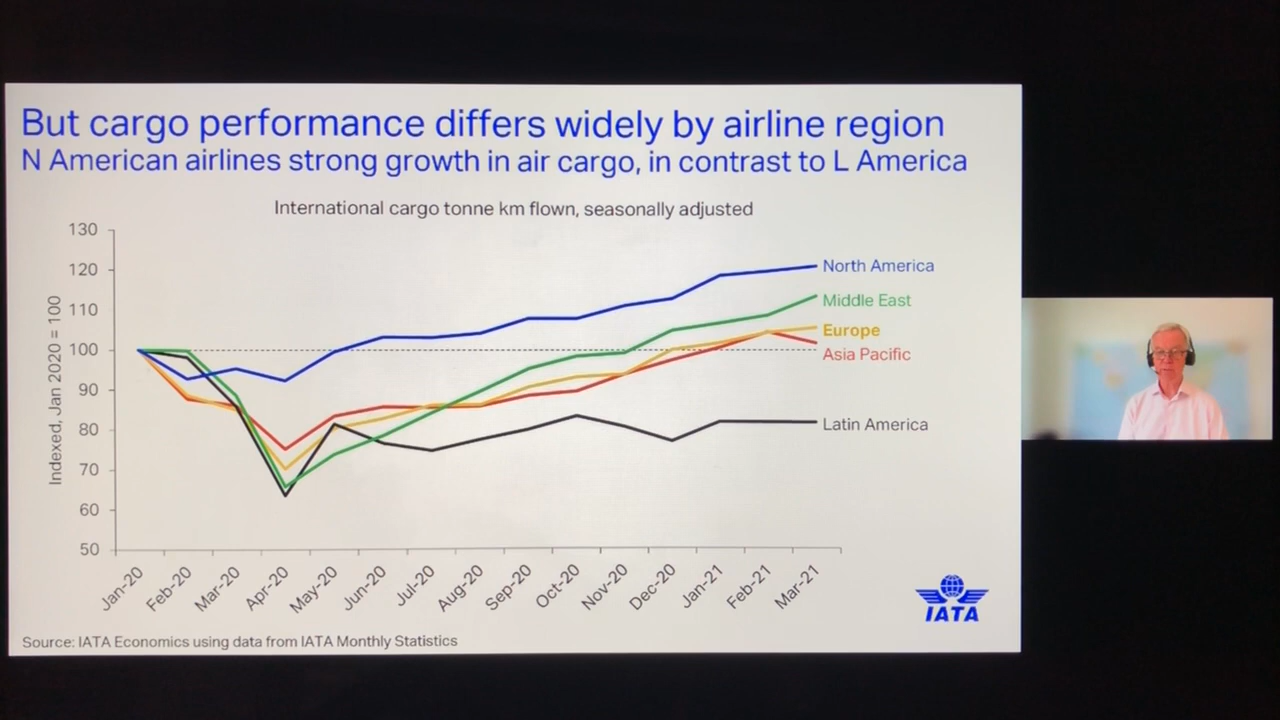 But cargo performance differs widely by airline region
N American airlines strong growth in air cargo, in contrast to L America
International cargo tonne km flown, seasonally adjusted
Indexed, Jan 2020 = 100
130
120
110
100
90
80
70
60
50
North America
Middle East
Europe
Asia Pacific
Latin America
Jan-20
Feb-20
Mar-20
Apr-20
May-20
Jun-20
Jul-20
Aug-20
Sep-20
Oct-20
Nov-20
Dec-20
Jan-21
Feb-21
Mar-21
IATA
Source: IATA Economics using data from IATA Monthly Statistics